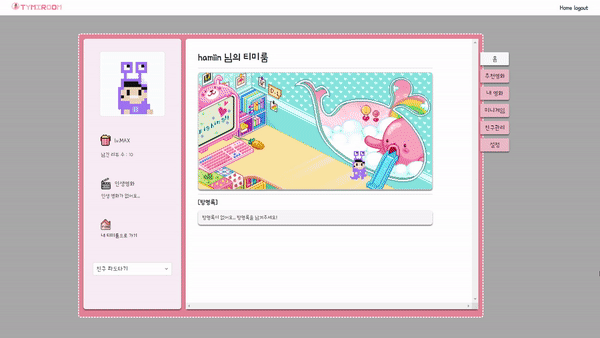 TYMIROOM
Home logout
hamiin 님의 티미룸
lv.MAX
남긴 리뷰 수 : 10
인생영화
인생 영화가 없어요...
내 티미룸으로 가기
친구 파도타기
[방명록]
방명록이 없어요... 방명록을 남겨주세요!
홈
추천영화
내 영화
미니게임
친구관리
설정